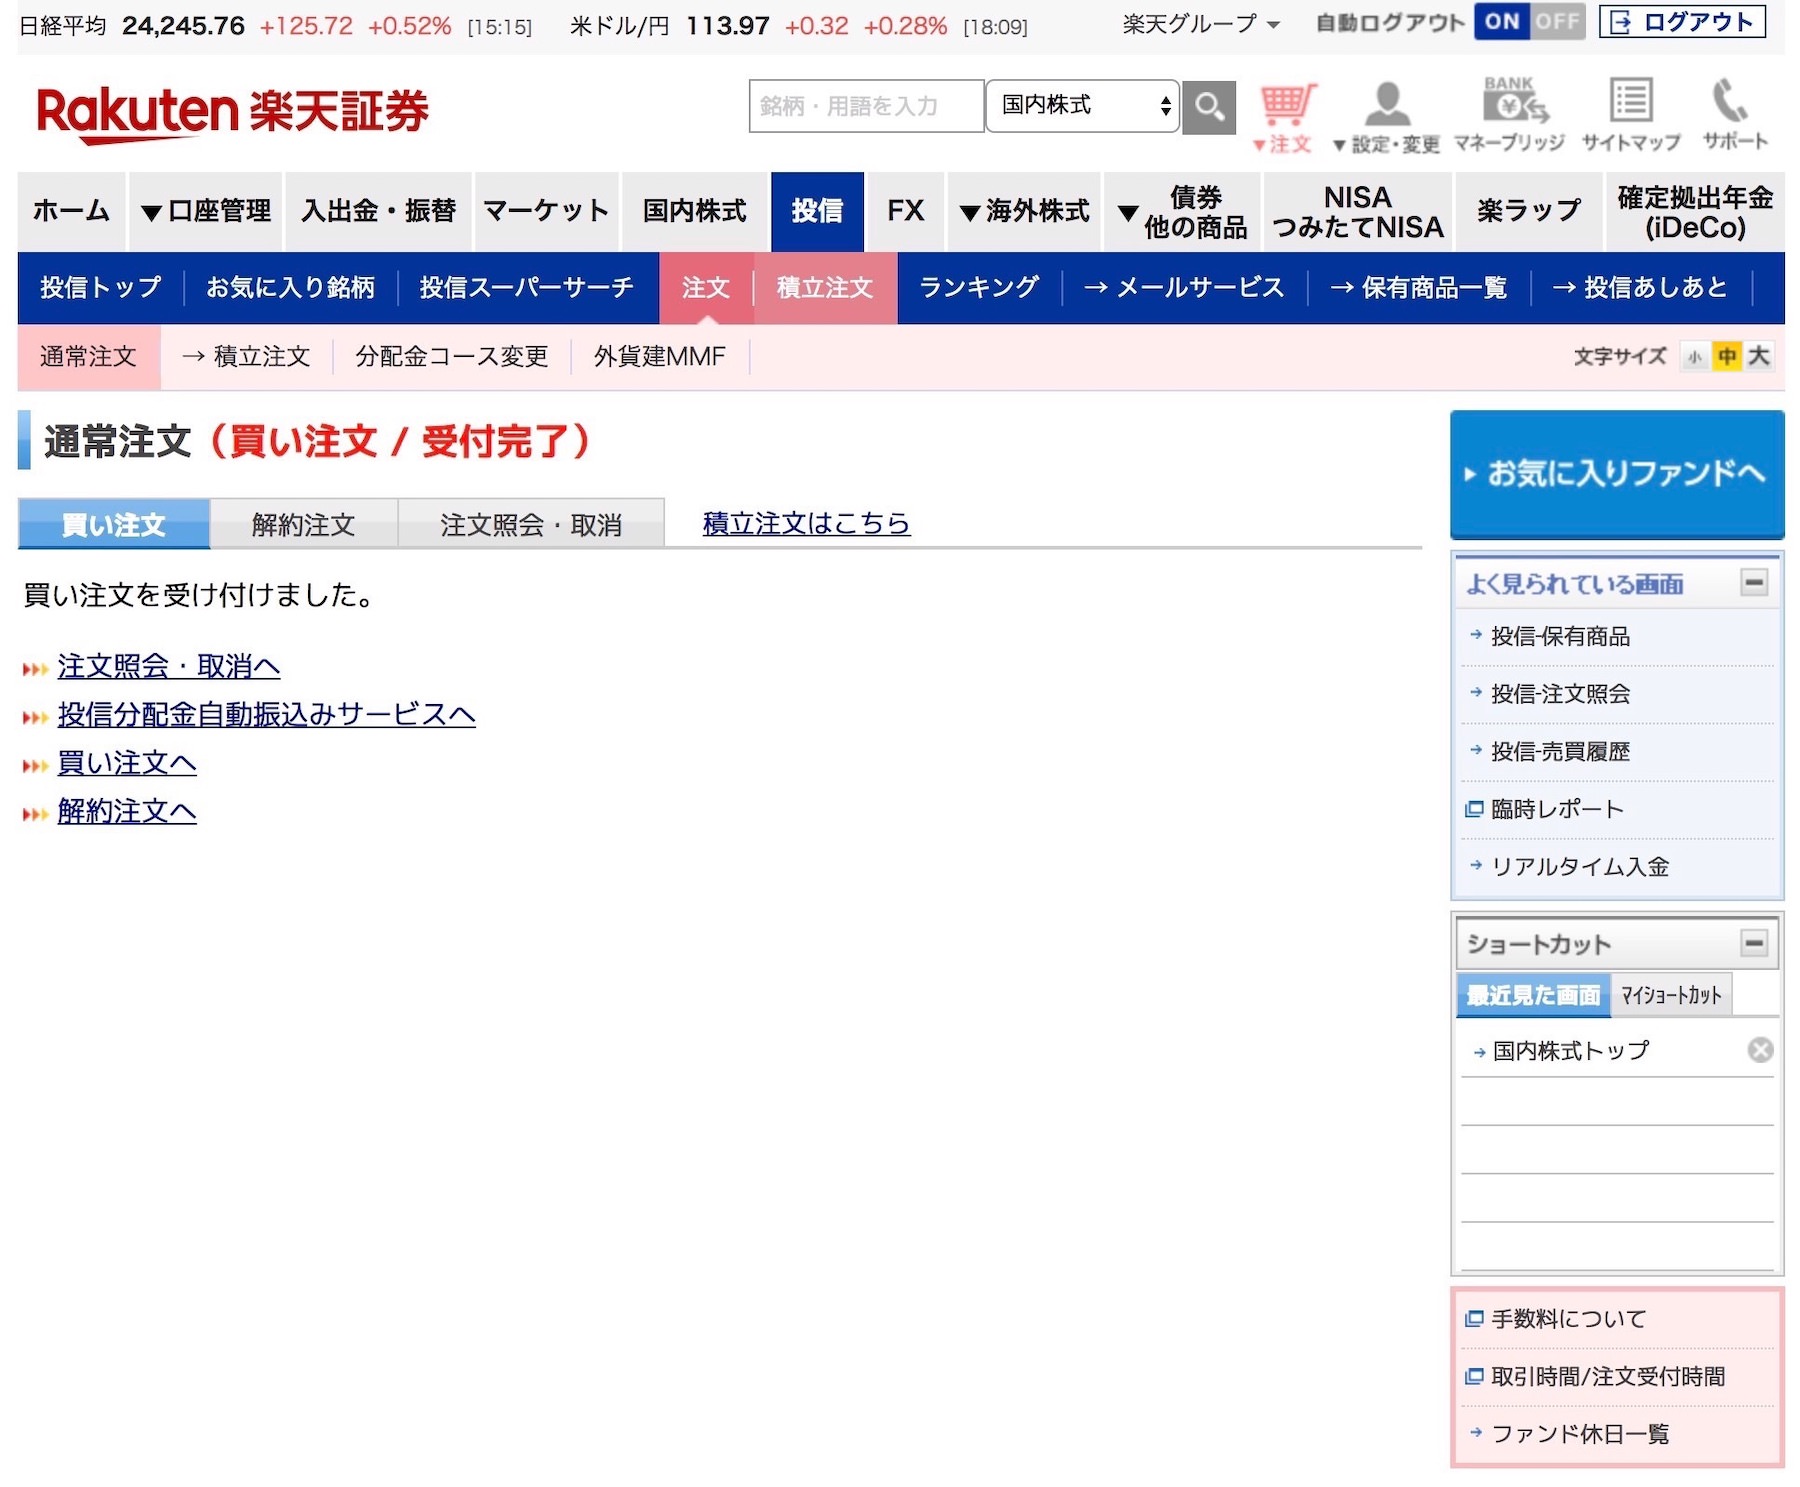 日経平均 24,245.76 +125.72 +0.52% [15:15] 米ドル/円 113.97 +0.32 +0.28% [18:09] 楽天グループ 自動ログアウト ON OFF ログアウト
Rakuten 楽天証券
銘柄・用語を入力 国内株式
▼注文 ▼設定・変更 BANK ¥ マネーブリッジ サイトマップ サポート
ホーム ▼口座管理 入出金・振替 マーケット 国内株式 投信 FX ▼海外株式 ▼債券 他の商品 NISA つみたてNISA 楽ラップ 確定拠出年金 (iDeCo)
投信トップ お気に入り銘柄 投信スーパーサーチ 注文 積立注文 ランキング → メールサービス → 保有商品一覧 → 投信あしあと
通常注文 → 積立注文 分配金コース変更 外貨建MMF 文字サイズ 小 中 大
通常注文（買い注文 / 受付完了）
買い注文 解約注文 注文照会・取消 積立注文はこちら
買い注文を受け付けました。
注文照会・取消へ
投信分配金自動振込みサービスへ
買い注文へ
解約注文へ
お気に入りファンドへ
よく見られている画面
投信-保有商品
投信-注文照会
投信-売買履歴
臨時レポート
リアルタイム入金
ショートカット
最近見た画面 マイショートカット
国内株式トップ
手数料について
取引時間/注文受付時間
ファンド休日一覧